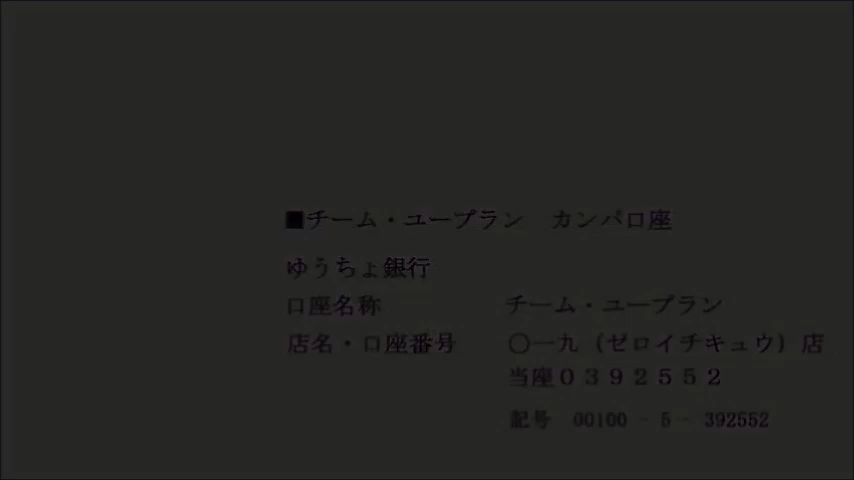 ■チーム・ユープラン　カンパ口座
ゆうちょ銀行
口座名称　チーム・ユープラン
店名・口座番号　〇一九（ゼロイチキュウ）店
当座０３９２５５２
記号　00100 - 5 - 392552